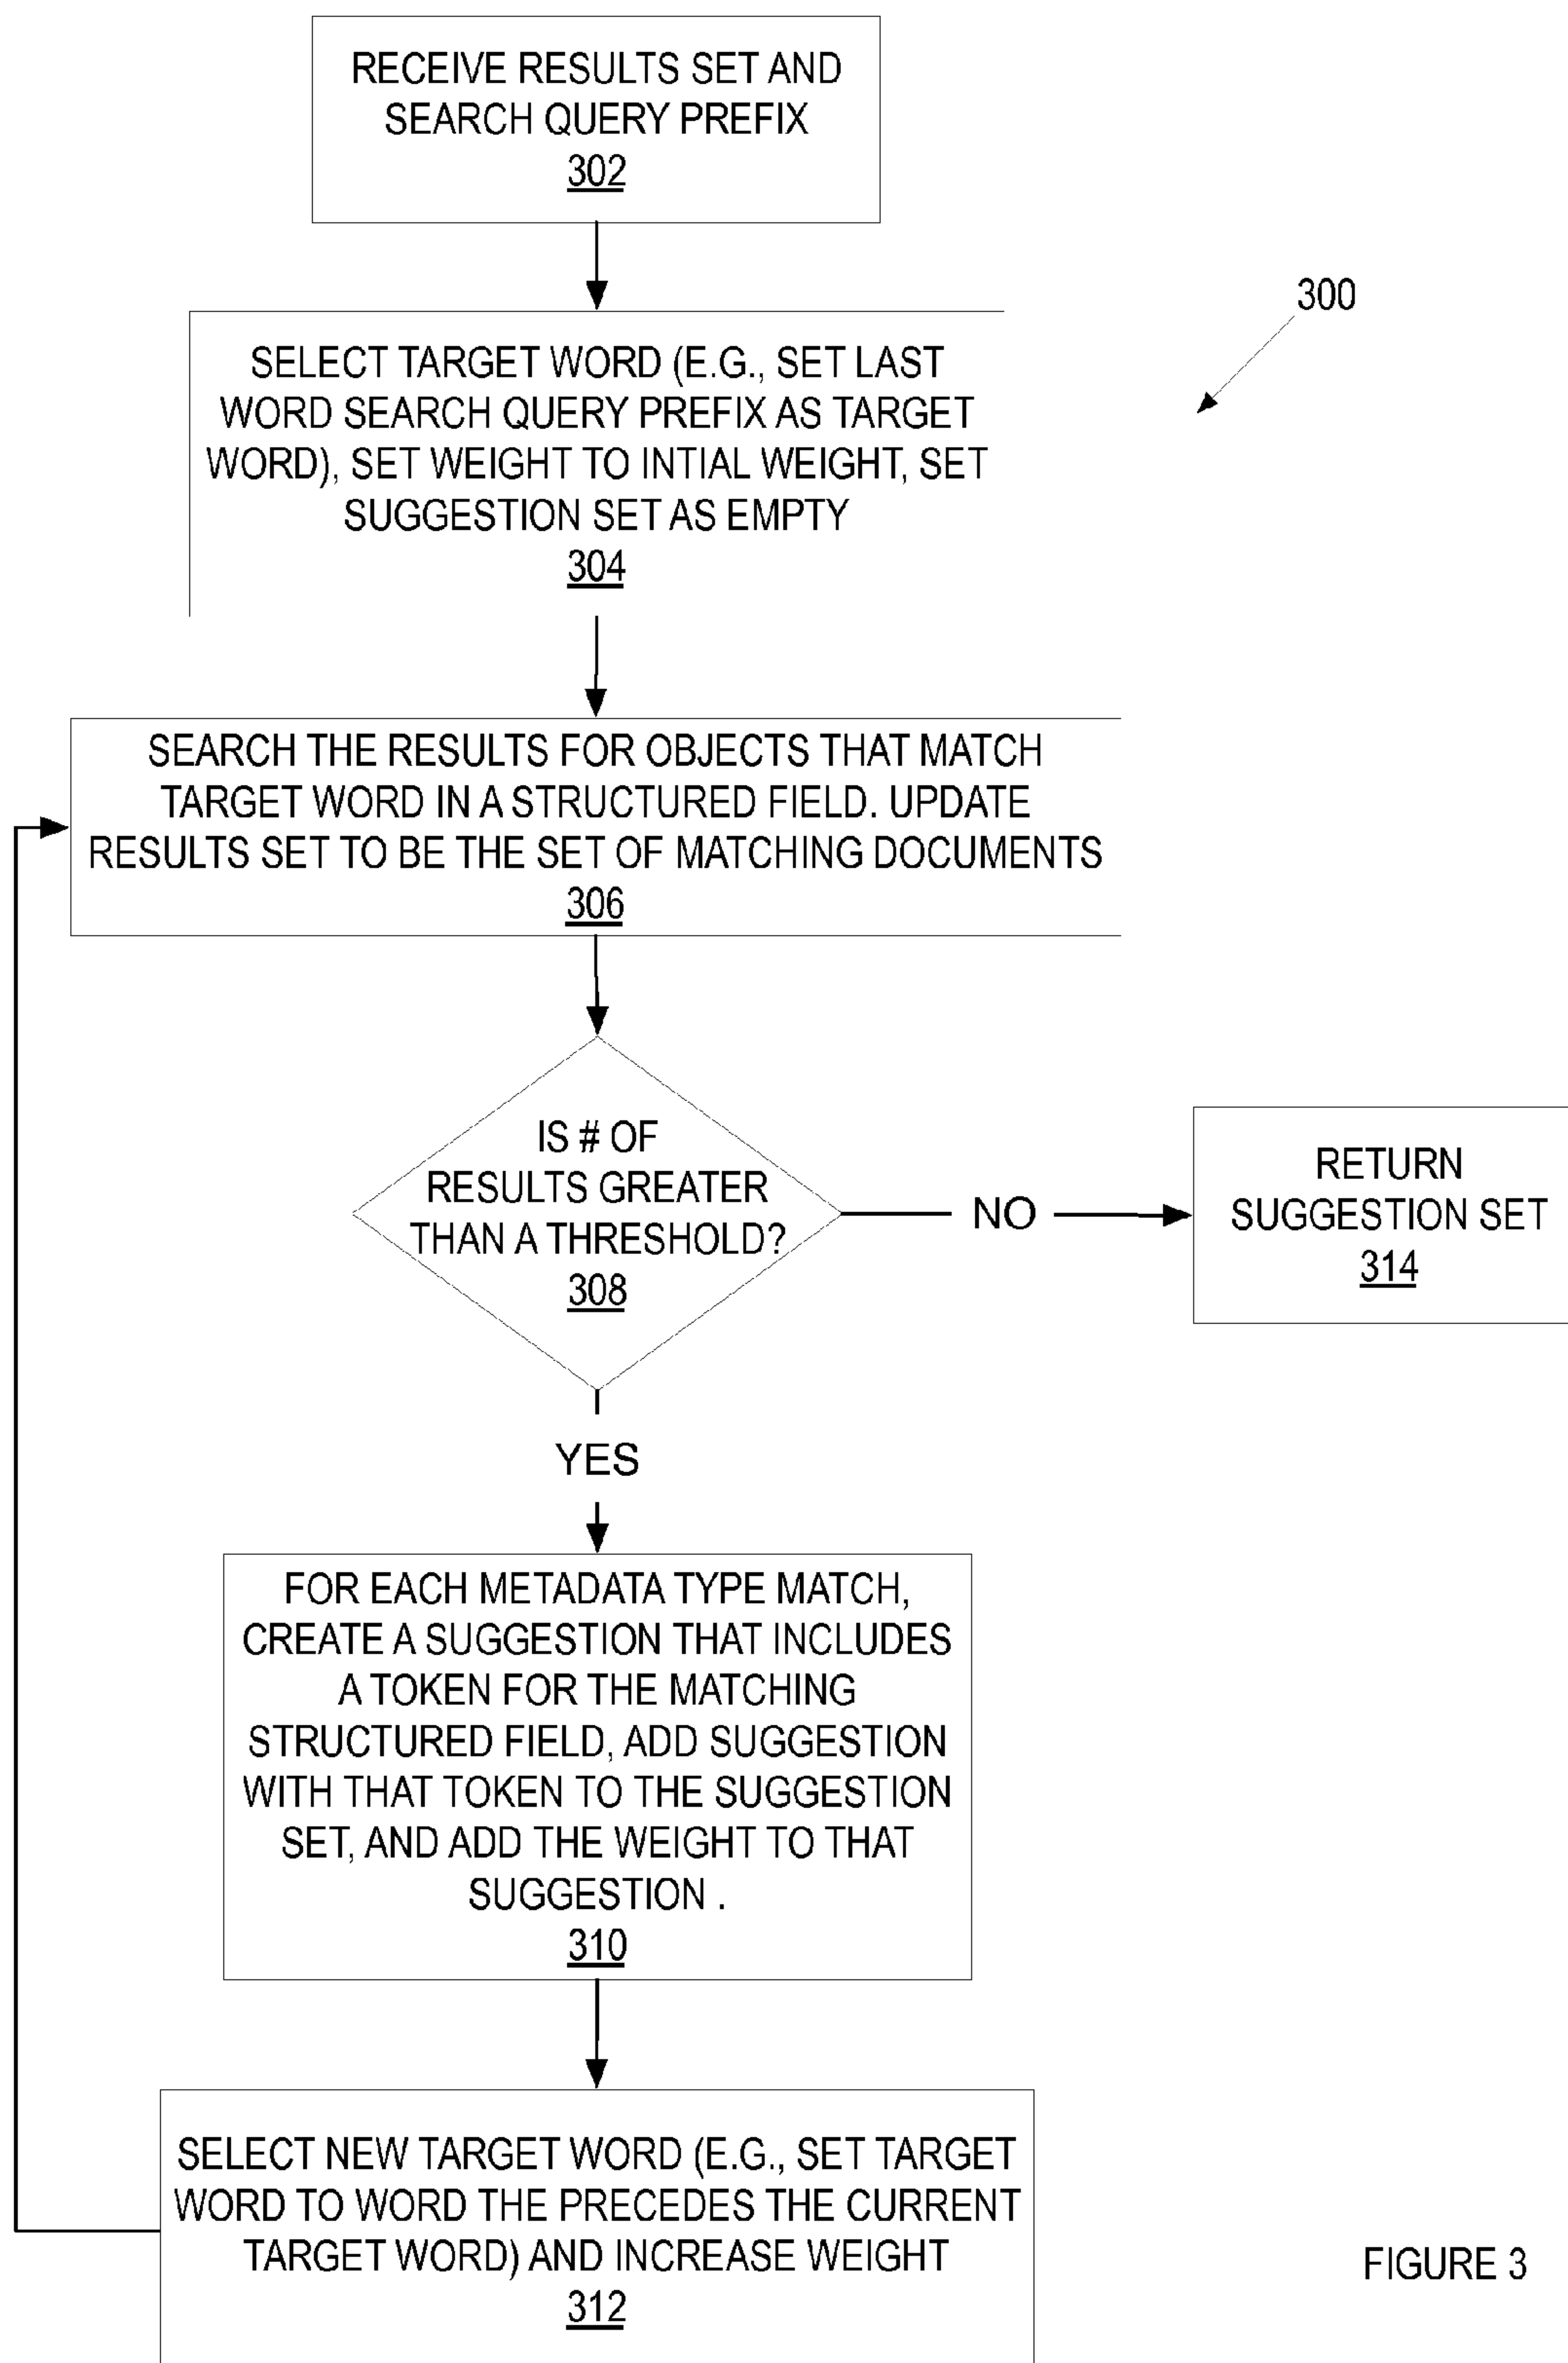 RECEIVE RESULTS SET AND
SEARCH QUERY PREFIX
302
300
SELECT TARGET WORD (E.G., SET LAST
WORD SEARCH QUERY PREFIX AS TARGET
WORD), SET WEIGHT TO INTIAL WEIGHT, SET
SUGGESTION SET AS EMPTY
304
SEARCH THE RESULTS FOR OBJECTS THAT MATCH
TARGET WORD IN A STRUCTURED FIELD. UPDATE
RESULTS SET TO BE THE SET OF MATCHING DOCUMENTS
306
IS # OF
RESULTS GREATER
THAN A THRESHOLD?
308
NO
RETURN
SUGGESTION SET
314
YES
FOR EACH METADATA TYPE MATCH,
CREATE A SUGGESTION THAT INCLUDES
A TOKEN FOR THE MATCHING
STRUCTURED FIELD, ADD SUGGESTION
WITH THAT TOKEN TO THE SUGGESTION
SET, AND ADD THE WEIGHT TO THAT
SUGGESTION .
310
SELECT NEW TARGET WORD (E.G., SET TARGET
WORD TO WORD THE PRECEDES THE CURRENT
TARGET WORD) AND INCREASE WEIGHT
312
FIGURE 3